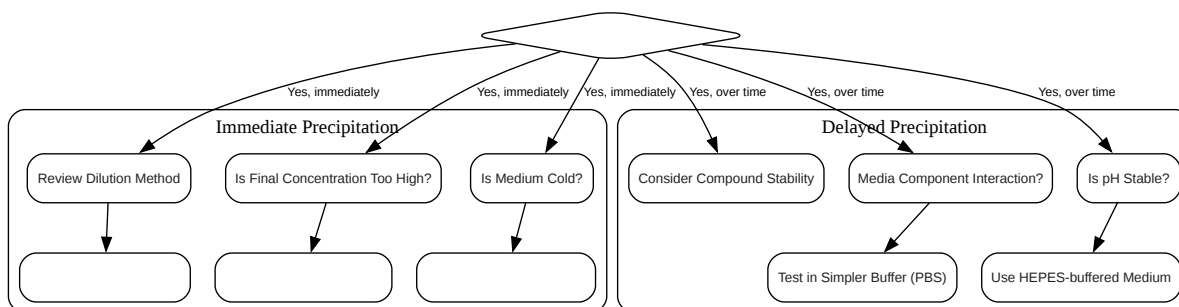 Yes, immediately
Yes, immediately
Yes, immediately
Yes, over time
Yes, over time
Yes, over time
Immediate Precipitation
Delayed Precipitation
Review Dilution Method
Is Final Concentration Too High?
Is Medium Cold?
Consider Compound Stability
Media Component Interaction?
Is pH Stable?
Test in Simpler Buffer (PBS)
Use HEPES-buffered Medium